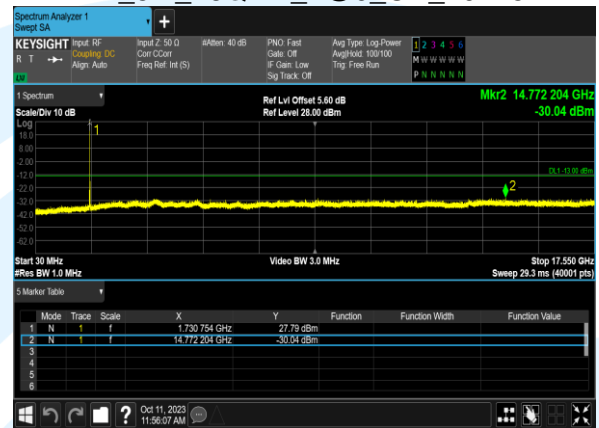 Spectrum Analyzer 1
Swept SA
KEYSIGHT Input: RF Input Z: 50 Ω #Atten: 40 dB PNO: Fast Avg Type: Log-Power 1 2 3 4 5 6
R T Coupling: DC Corr CCorr Gate: Off Avg|Hold: 100/100 M W W W W W
Align: Auto Freq Ref: Int (S) IF Gain: Low Trig: Free Run
Sig Track: Off P N N N N N
1 Spectrum Ref Lvl Offset 5.60 dB Mkr2 14.772 204 GHz
Scale/Div 10 dB Ref Level 28.00 dBm -30.04 dBm
Log
18.0
8.00
-2.00
-12.0
-22.0
-32.0
-42.0
-52.0
-62.0
1
DL1 -13.00 dBm
2
Start 30 MHz Video BW 3.0 MHz Stop 17.550 GHz
#Res BW 1.0 MHz Sweep 29.3 ms (40001 pts)
5 Marker Table
Mode Trace Scale X Y Function Function Width Function Value
1 N 1 f 1.730 754 GHz 27.79 dBm
2 N 1 f 14.772 204 GHz -30.04 dBm
3
4
5
6
? Oct 11, 2023
11:56:07 AM